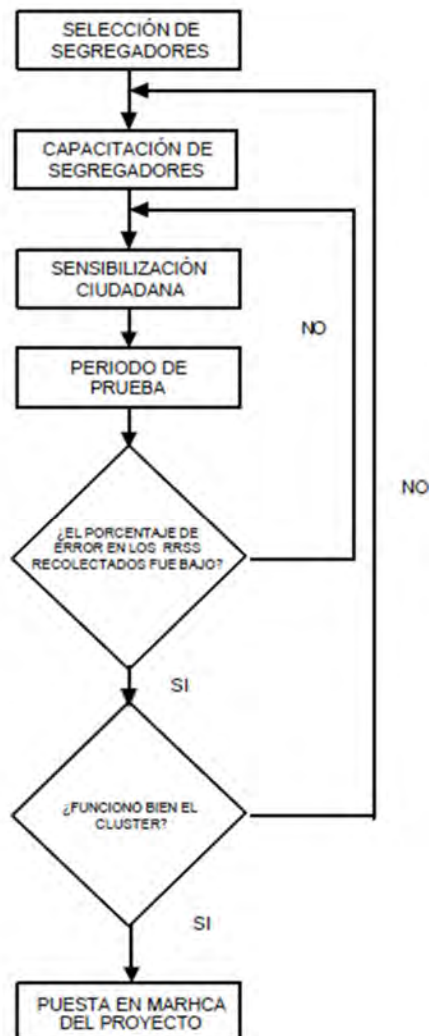 SELECCIÓN DE
SEGREGADORES
CAPACITACIÓN DE
SEGREGADORES
SENSIBILIZACIÓN
CIUDADANA
NO
PERIODO DE
PRUEBA
NO
¿EL PORCENTAJE DE
ERROR EN LOS RRSS
RECOLECTADOS FUE BAJO?
SI
¿FUNCIONO BIEN EL
CLUSTER?
SI
PUESTA EN MARHCA
DEL PROYECTO